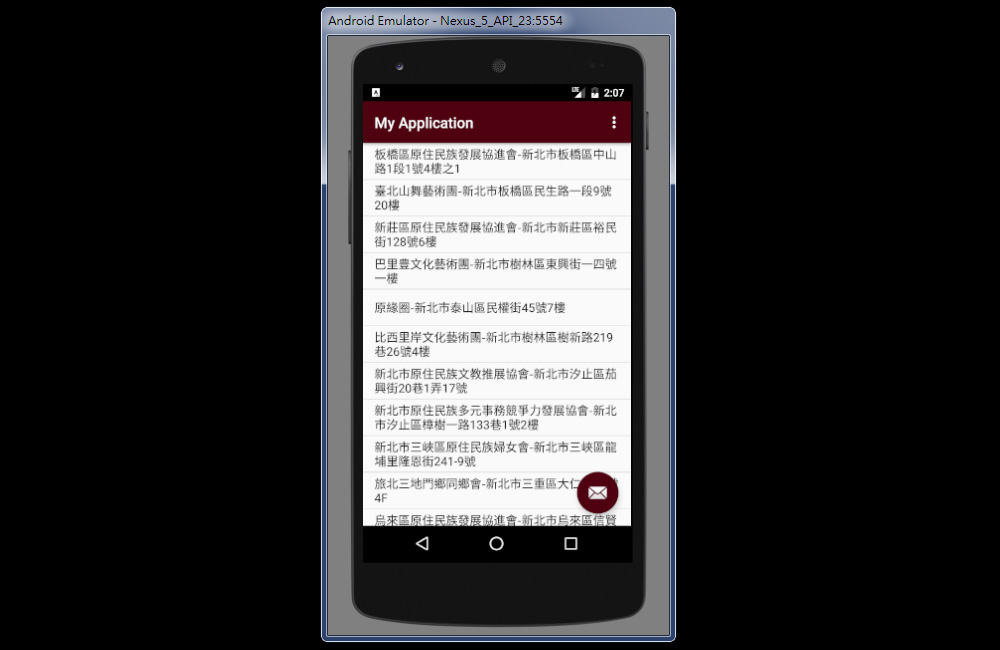 Android Emulator - Nexus_5_API_23:5554
A
LTE
2:07
My Application
板橋區原住民族發展協進會-新北市板橋區中山
路1段1號4樓之1
臺北山舞藝術團-新北市板橋區民生路一段9號
20樓
新莊區原住民族發展協進會-新北市新莊區裕民
街128號6樓
巴里豊文化藝術團-新北市樹林區東興街一四號
一樓
原緣圈-新北市泰山區民權街45號7樓
比西里岸文化藝術團-新北市樹林區樹新路219
巷26號4樓
新北市原住民族文教推展協會-新北市汐止區茄
興街20巷1弄17號
新北市原住民族多元事務競爭力發展協會-新北
市汐止區樟樹一路133巷1號2樓
新北市三峽區原住民族婦女會-新北市三峽區龍
埔里隆恩街241-9號
旅北三地門鄉同鄉會-新北市三重區大仁
4F
烏來區原住民族發展協進會-新北市烏來區信賢